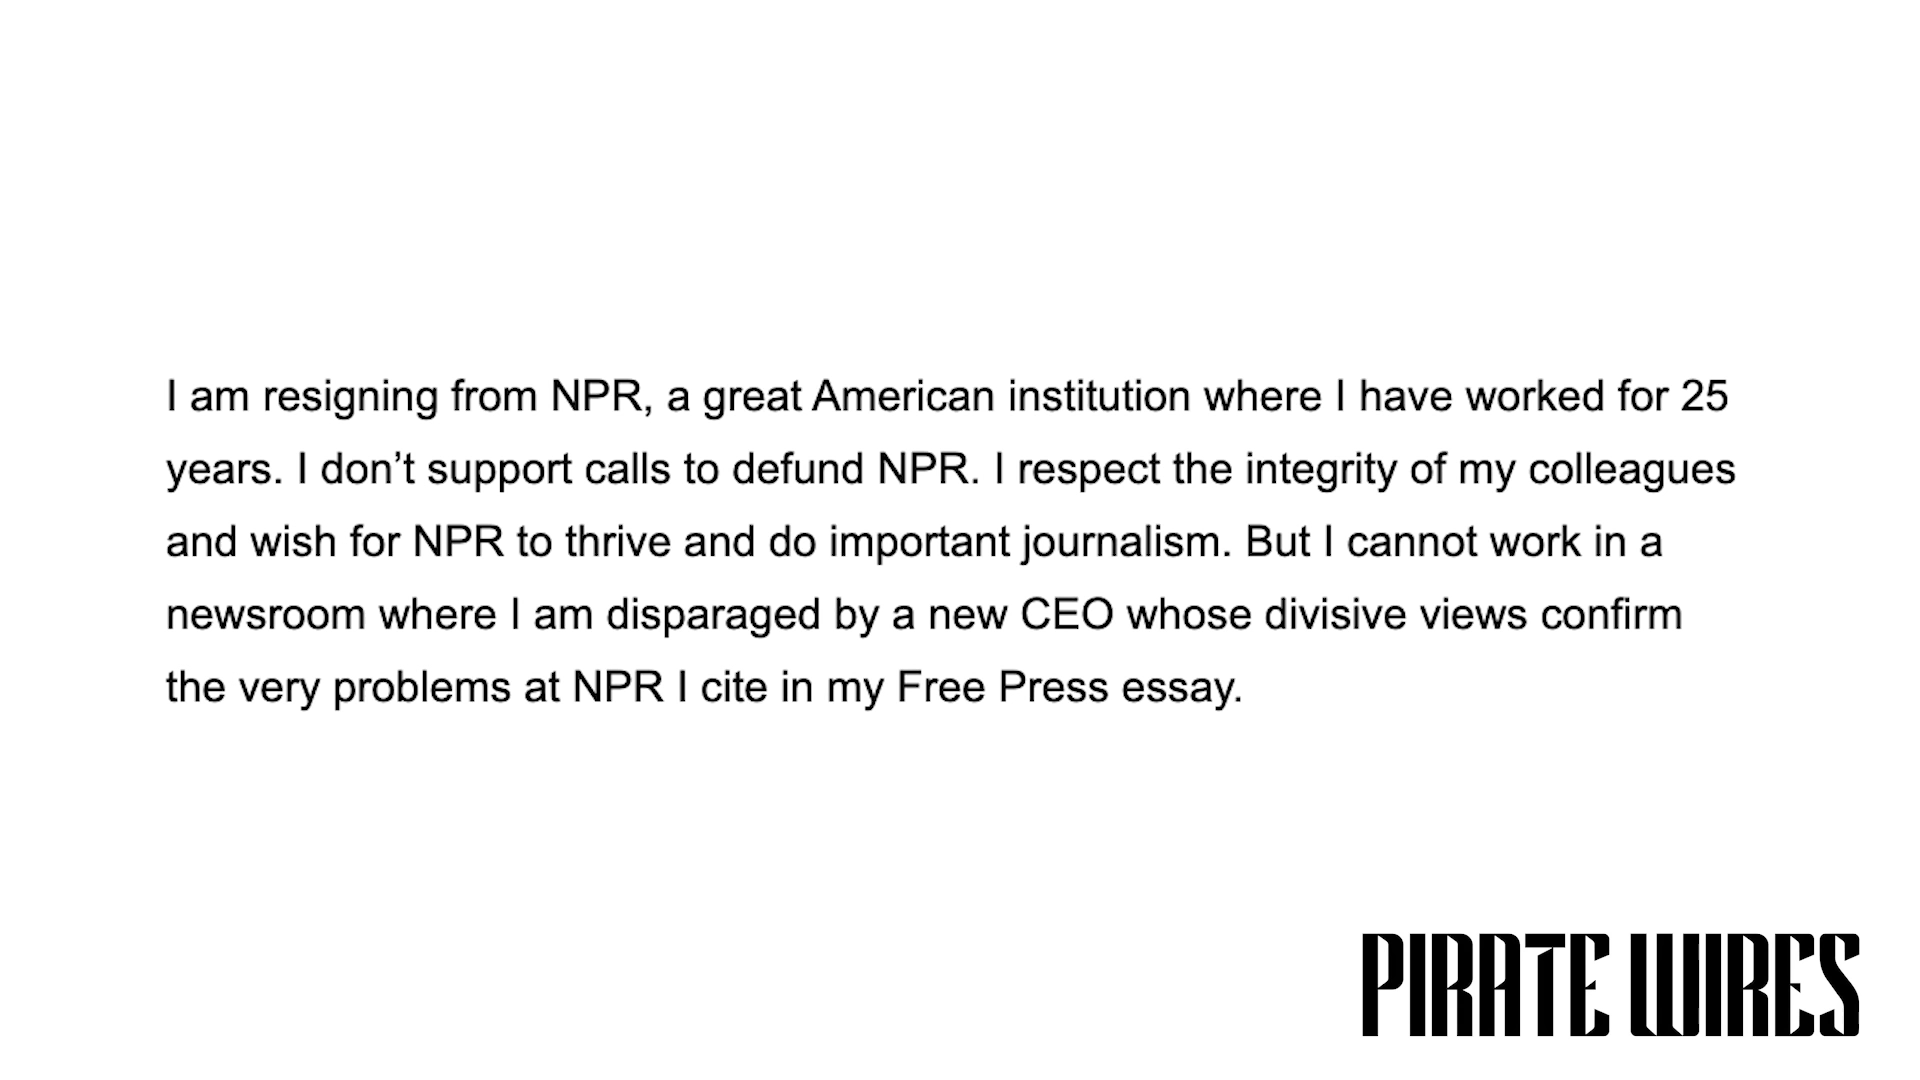 I am resigning from NPR, a great American institution where I have worked for 25
years. I don’t support calls to defund NPR. I respect the integrity of my colleagues
and wish for NPR to thrive and do important journalism. But I cannot work in a
newsroom where I am disparaged by a new CEO whose divisive views confirm
the very problems at NPR I cite in my Free Press essay.
PIRATE WIRES